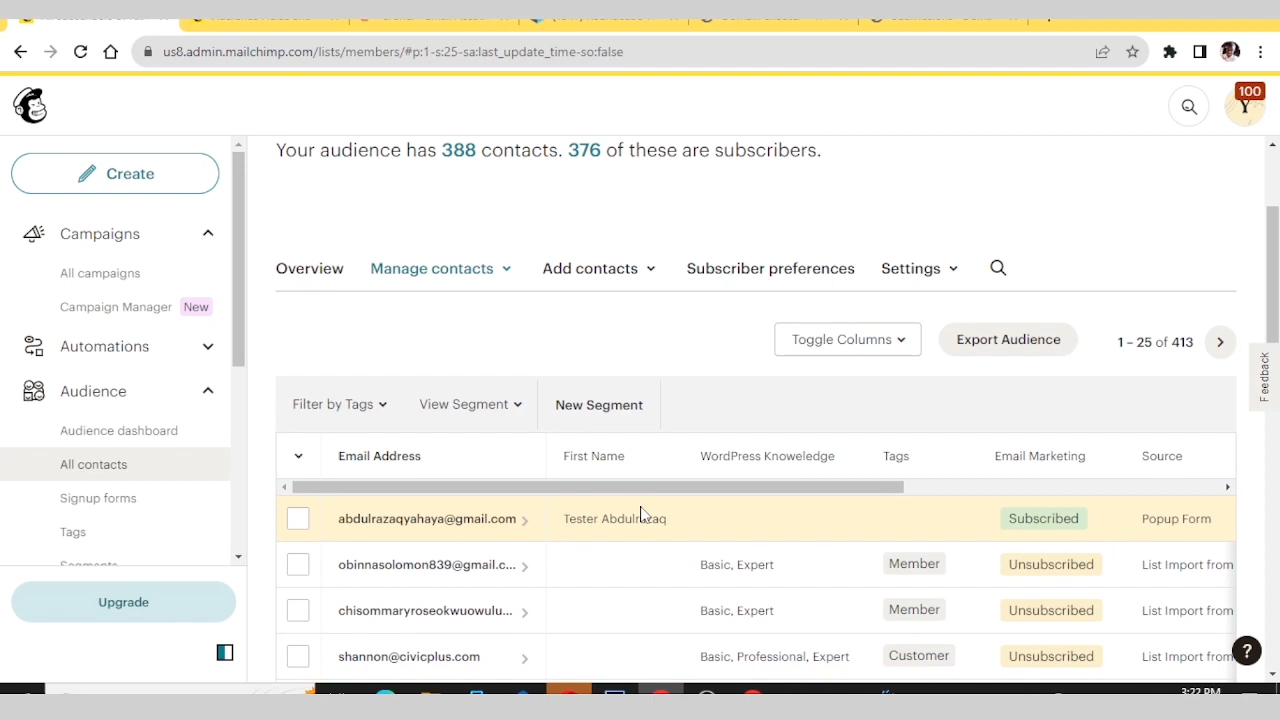 us8.admin.mailchimp.com/lists/members/#p:1-s:25-sa:last_update_time-so:false
100
Y
Create
Your audience has 388 contacts. 376 of these are subscribers.
Campaigns
All campaigns
Campaign Manager New
Automations
Audience
Audience dashboard
All contacts
Signup forms
Tags
Segments
Upgrade
Overview Manage contacts Add contacts Subscriber preferences Settings
Toggle Columns Export Audience 1 – 25 of 413
Feedback
Filter by Tags View Segment New Segment
Email Address First Name WordPress Knoweledge Tags Email Marketing Source
abdulrazaqyahaya@gmail.com Tester Abdulrazaq Subscribed Popup Form
obinnasolomon839@gmail.c... Basic, Expert Member Unsubscribed List Import from
chisommaryroseokwuowulu... Basic, Expert Member Unsubscribed List Import from
shannon@civicplus.com Basic, Professional, Expert Customer Unsubscribed List Import from
?
3:22 PM